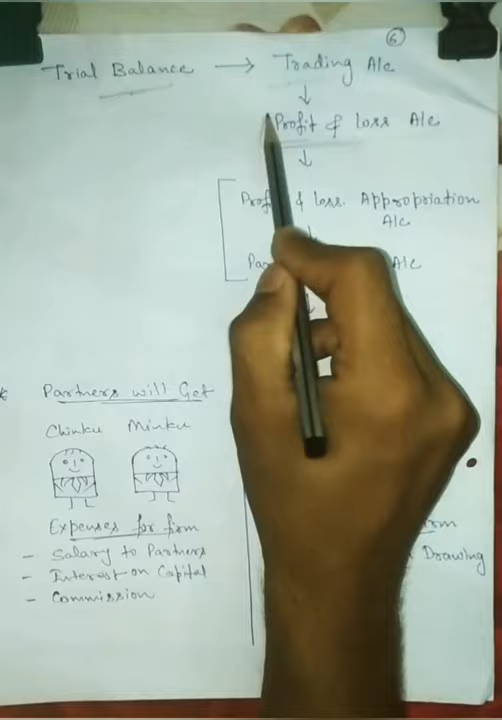 6
Trial Balance → Trading A/c
↓
Profit & loss A/c
↓
& loss. Appropriation
A/c
A/c
↓
* Partners will Get
Chinku Minku
Expenses for firm
- Salary to Partners
- Interest on Capital
- Commission
Drawing